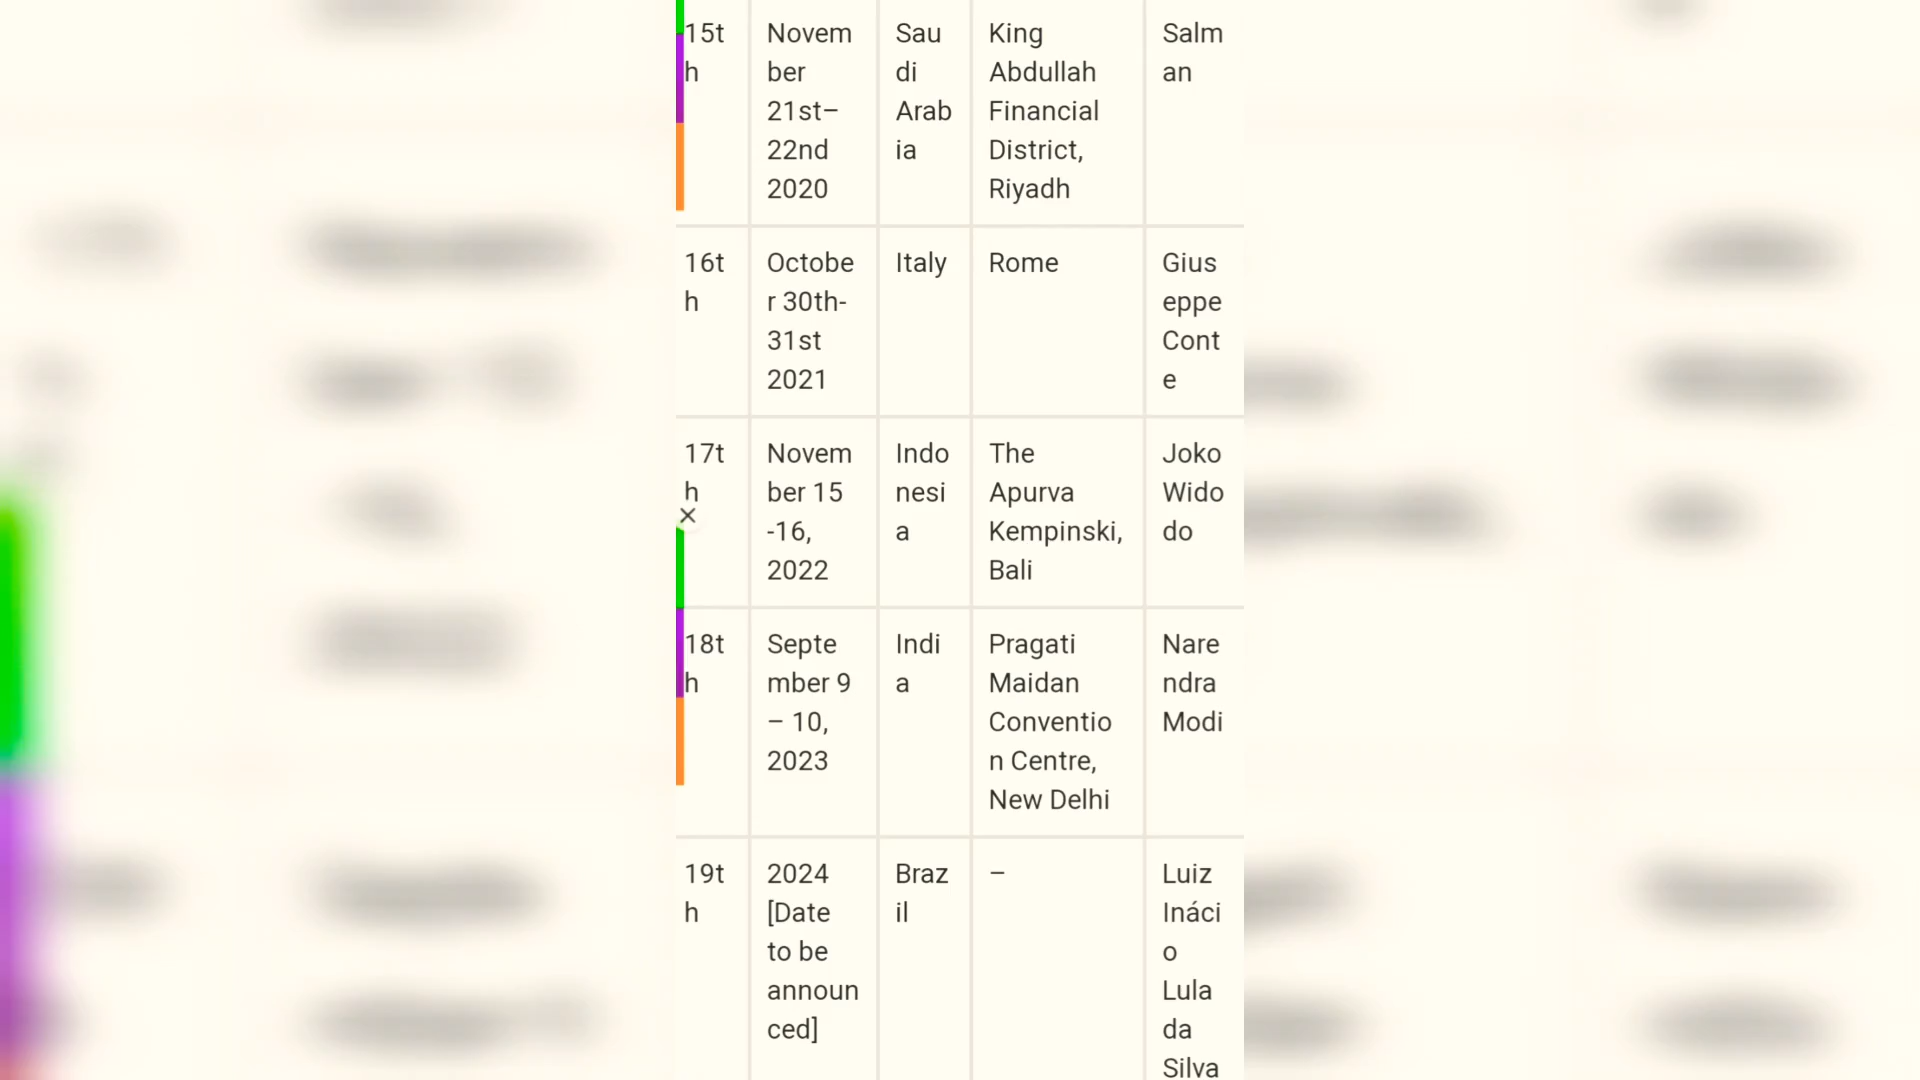 15t
h
Novem
ber
21st–
22nd
2020
Sau
di
Arab
ia
King
Abdullah
Financial
District,
Riyadh
Salm
an
16t
h
Octobe
r 30th-
31st
2021
Italy
Rome
Gius
eppe
Cont
e
17t
h
Novem
ber 15
-16,
2022
Indo
nesi
a
The
Apurva
Kempinski,
Bali
Joko
Wido
do
18t
h
Septe
mber 9
– 10,
2023
Indi
a
Pragati
Maidan
Conventio
n Centre,
New Delhi
Nare
ndra
Modi
19t
h
2024
[Date
to be
announ
ced]
Braz
il
–
Luiz
Ináci
o
Lula
da
Silva